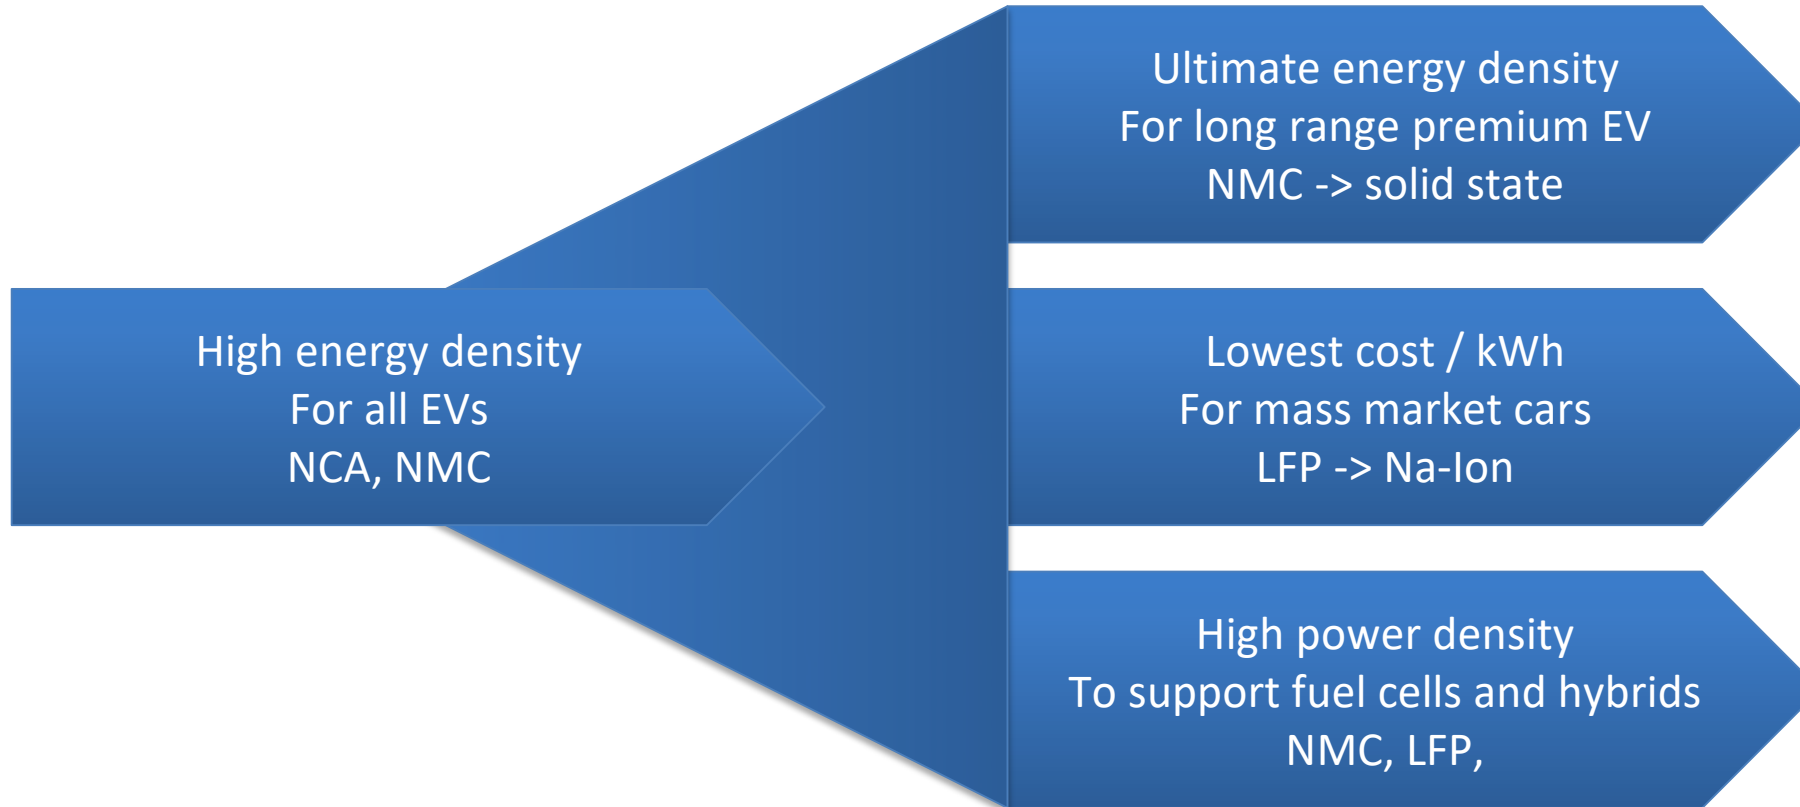 High energy density
For all EVs
NCA, NMC
Ultimate energy density
For long range premium EV
NMC -> solid state
Lowest cost / kWh
For mass market cars
LFP -> Na-Ion
High power density
To support fuel cells and hybrids
NMC, LFP,